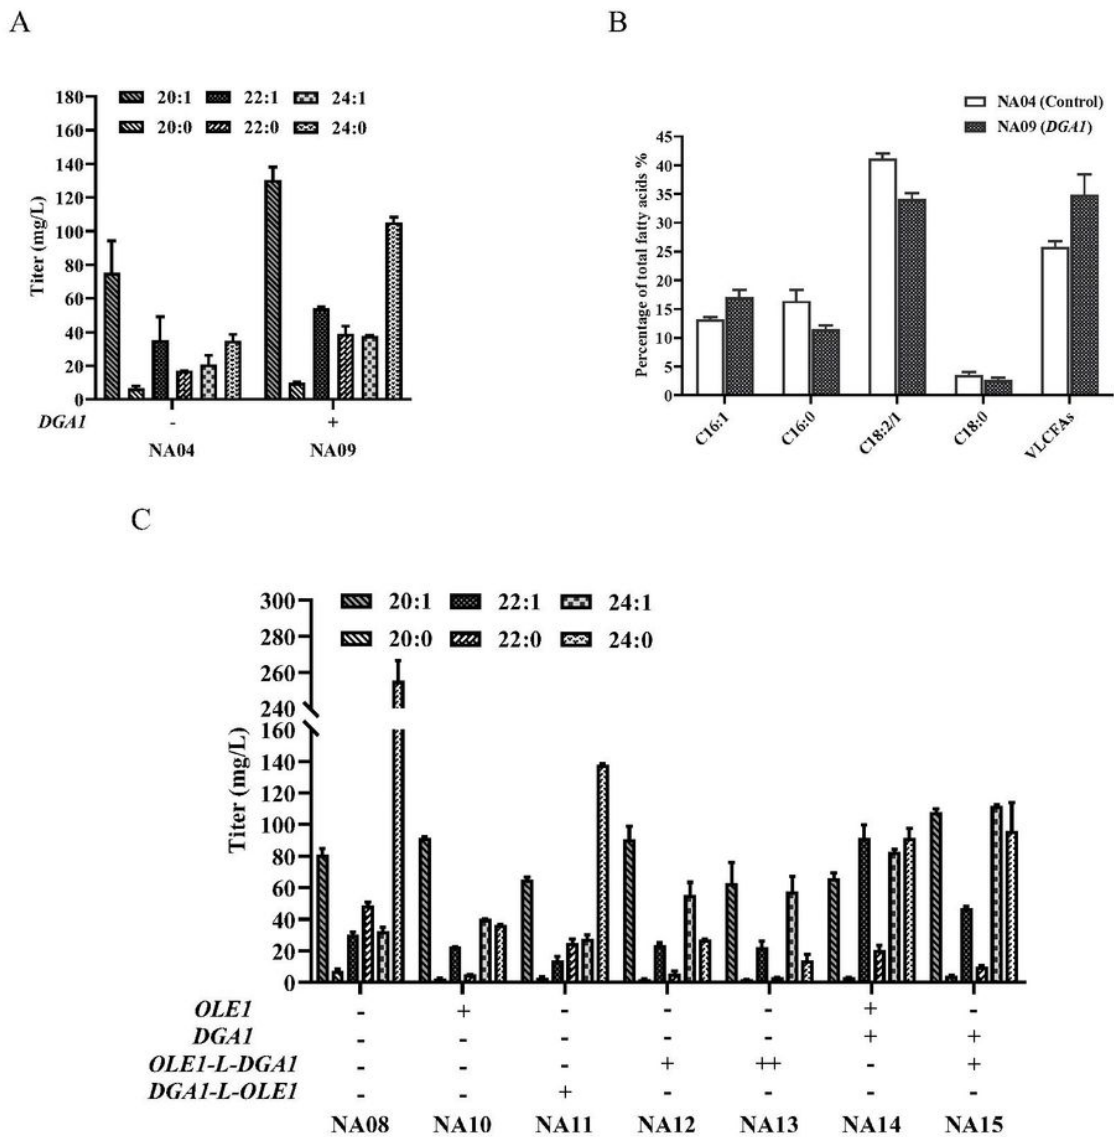 A
20:1 22:1 24:1
20:0 22:0 24:0
180
160
140
120
100
80
60
40
20
0
Titer (mg/L)
DGA1 - +
NA04 NA09
B
NA04 (Control)
NA09 (DGA1)
45
40
35
30
25
20
15
10
5
0
Percentage of total fatty acids %
C16:1 C16:0 C18:2/1 C18:0 VLCFAs
C
20:1 22:1 24:1
20:0 22:0 24:0
300
280
260
240
160
140
120
100
80
60
40
20
0
Titer (mg/L)
OLE1 - + - - - + -
DGA1 - - - - - + +
OLE1-L-DGA1 - - - + ++ - +
DGA1-L-OLE1 - - + - - - -
NA08 NA10 NA11 NA12 NA13 NA14 NA15